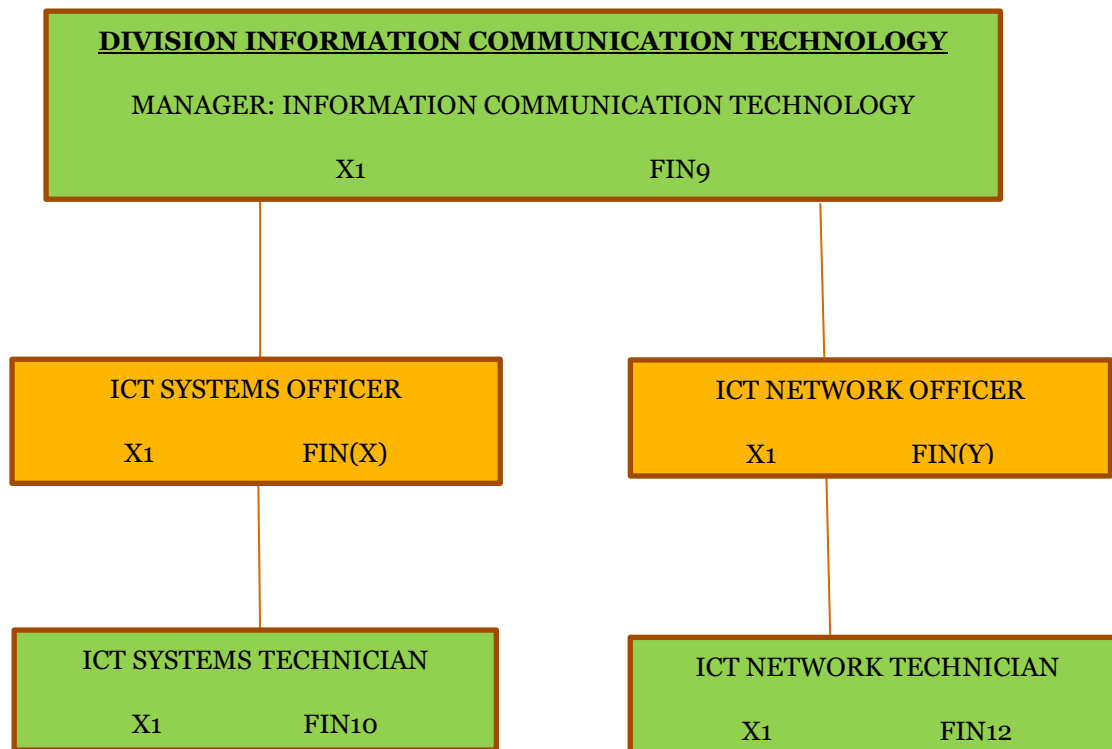 DIVISION INFORMATION COMMUNICATION TECHNOLOGY
MANAGER: INFORMATION COMMUNICATION TECHNOLOGY
X1 FIN9
ICT SYSTEMS OFFICER
X1 FIN(X)
ICT NETWORK OFFICER
X1 FIN(Y)
ICT SYSTEMS TECHNICIAN
X1 FIN10
ICT NETWORK TECHNICIAN
X1 FIN12